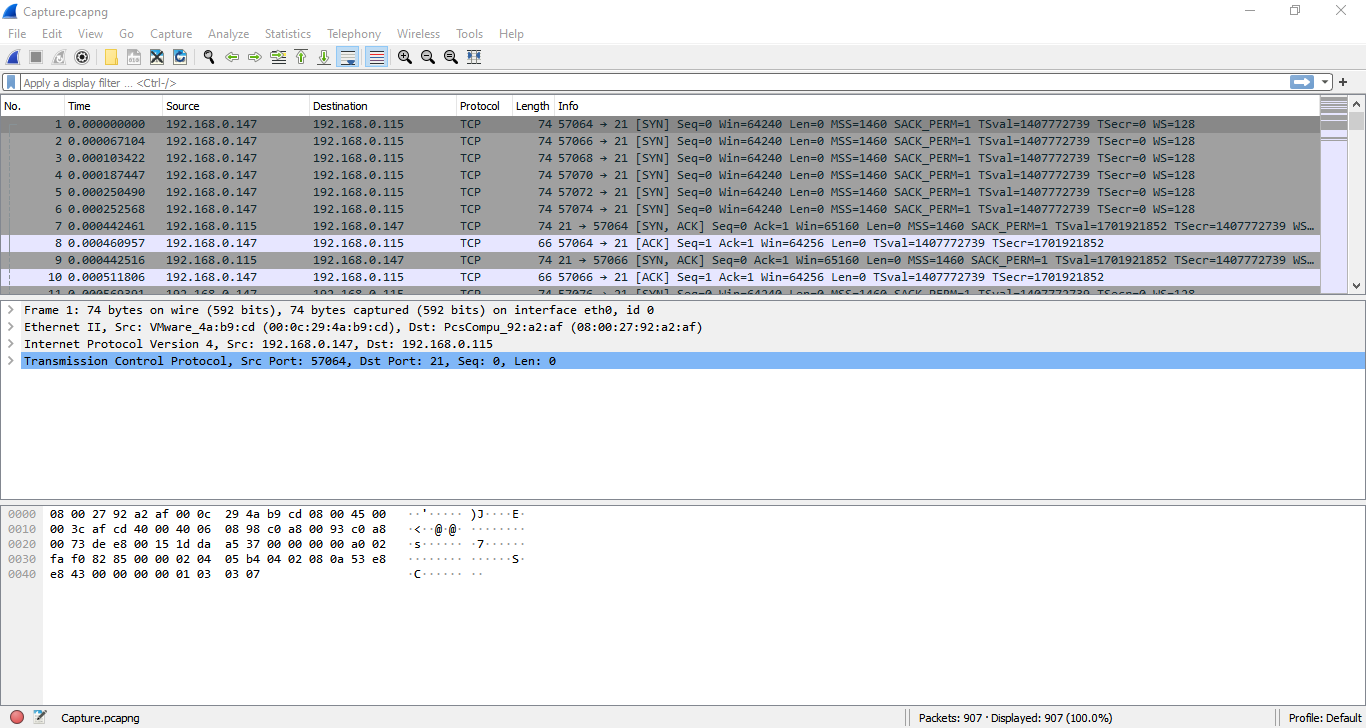 Capture.pcapng
File Edit View Go Capture Analyze Statistics Telephony Wireless Tools Help
Apply a display filter ... <Ctrl-/>
No. Time Source Destination Protocol Length Info
1 0.000000000 192.168.0.147 192.168.0.115 TCP 74 57064 → 21 [SYN] Seq=0 Win=64240 Len=0 MSS=1460 SACK_PERM=1 TSval=1407772739 TSecr=0 WS=128
2 0.000067104 192.168.0.147 192.168.0.115 TCP 74 57066 → 21 [SYN] Seq=0 Win=64240 Len=0 MSS=1460 SACK_PERM=1 TSval=1407772739 TSecr=0 WS=128
3 0.000103422 192.168.0.147 192.168.0.115 TCP 74 57068 → 21 [SYN] Seq=0 Win=64240 Len=0 MSS=1460 SACK_PERM=1 TSval=1407772739 TSecr=0 WS=128
4 0.000187447 192.168.0.147 192.168.0.115 TCP 74 57070 → 21 [SYN] Seq=0 Win=64240 Len=0 MSS=1460 SACK_PERM=1 TSval=1407772739 TSecr=0 WS=128
5 0.000250490 192.168.0.147 192.168.0.115 TCP 74 57072 → 21 [SYN] Seq=0 Win=64240 Len=0 MSS=1460 SACK_PERM=1 TSval=1407772739 TSecr=0 WS=128
6 0.000252568 192.168.0.147 192.168.0.115 TCP 74 57074 → 21 [SYN] Seq=0 Win=64240 Len=0 MSS=1460 SACK_PERM=1 TSval=1407772739 TSecr=0 WS=128
7 0.000442461 192.168.0.115 192.168.0.147 TCP 74 21 → 57064 [SYN, ACK] Seq=0 Ack=1 Win=65160 Len=0 MSS=1460 SACK_PERM=1 TSval=1701921852 TSecr=1407772739 WS…
8 0.000460957 192.168.0.147 192.168.0.115 TCP 66 57064 → 21 [ACK] Seq=1 Ack=1 Win=64256 Len=0 TSval=1407772739 TSecr=1701921852
9 0.000442516 192.168.0.115 192.168.0.147 TCP 74 21 → 57066 [SYN, ACK] Seq=0 Ack=1 Win=65160 Len=0 MSS=1460 SACK_PERM=1 TSval=1701921852 TSecr=1407772739 WS…
10 0.000511806 192.168.0.147 192.168.0.115 TCP 66 57066 → 21 [ACK] Seq=1 Ack=1 Win=64256 Len=0 TSval=1407772739 TSecr=1701921852
Frame 1: 74 bytes on wire (592 bits), 74 bytes captured (592 bits) on interface eth0, id 0
Ethernet II, Src: VMware_4a:b9:cd (00:0c:29:4a:b9:cd), Dst: PcsCompu_92:a2:af (08:00:27:92:a2:af)
Internet Protocol Version 4, Src: 192.168.0.147, Dst: 192.168.0.115
Transmission Control Protocol, Src Port: 57064, Dst Port: 21, Seq: 0, Len: 0
0000 08 00 27 92 a2 af 00 0c 29 4a b9 cd 08 00 45 00 ··'····· )J····E·
0010 00 3c af cd 40 00 40 06 08 98 c0 a8 00 93 c0 a8 ·<··@·@· ········
0020 00 73 de e8 00 15 1d da a5 37 00 00 00 00 a0 02 ·s······ ·7······
0030 fa f0 82 85 00 00 02 04 05 b4 04 02 08 0a 53 e8 ········ ······S·
0040 e8 43 00 00 00 00 01 03 03 07 ·C······ ··
Capture.pcapng Packets: 907 · Displayed: 907 (100.0%) Profile: Default